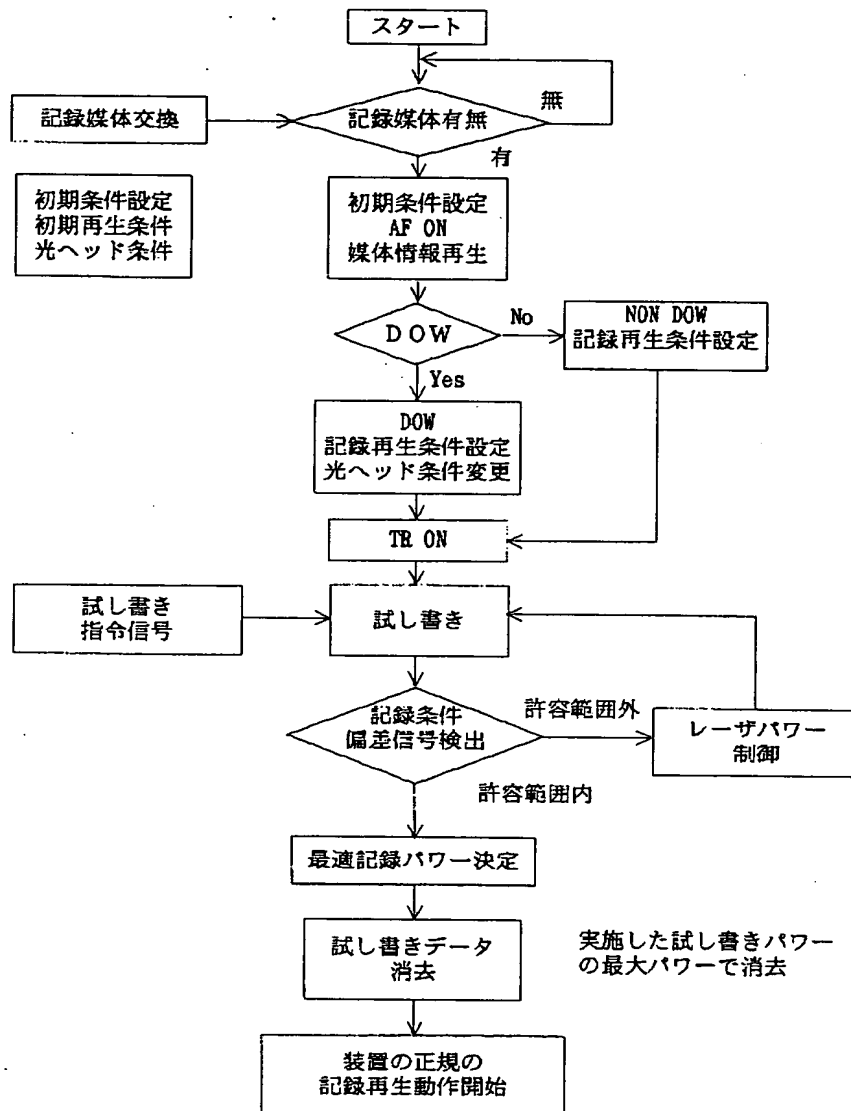 スタート
無
記録媒体交換
記録媒体有無
有
初期条件設定
初期再生条件
光ヘッド条件
初期条件設定
AF ON
媒体情報再生
DOW
No
NON DOW
記録再生条件設定
Yes
DOW
記録再生条件設定
光ヘッド条件変更
TR ON
試し書き
指令信号
試し書き
記録条件
偏差信号検出
許容範囲外
レーザパワー
制御
許容範囲内
最適記録パワー決定
試し書きデータ
消去
実施した試し書きパワー
の最大パワーで消去
装置の正規の
記録再生動作開始